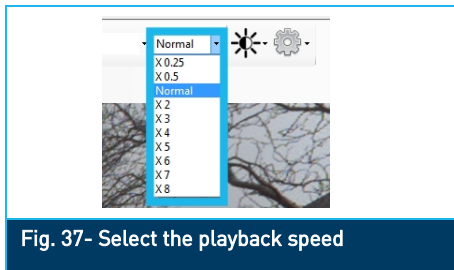 Normal
X 0.25
X 0.5
Normal
X 2
X 3
X 4
X 5
X 6
X 7
X 8
Fig. 37- Select the playback speed